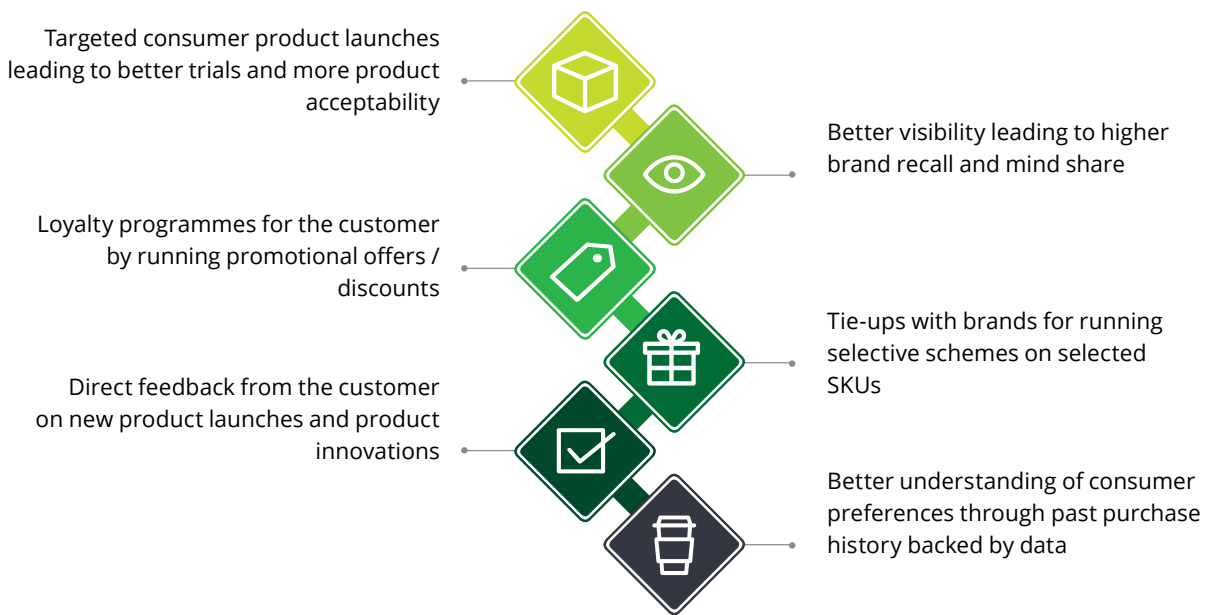 Targeted consumer product launches
leading to better trials and more product
acceptability
Better visibility leading to higher
brand recall and mind share
Loyalty programmes for the customer
by running promotional offers /
discounts
Tie-ups with brands for running
selective schemes on selected
SKUs
Direct feedback from the customer
on new product launches and product
innovations
Better understanding of consumer
preferences through past purchase
history backed by data